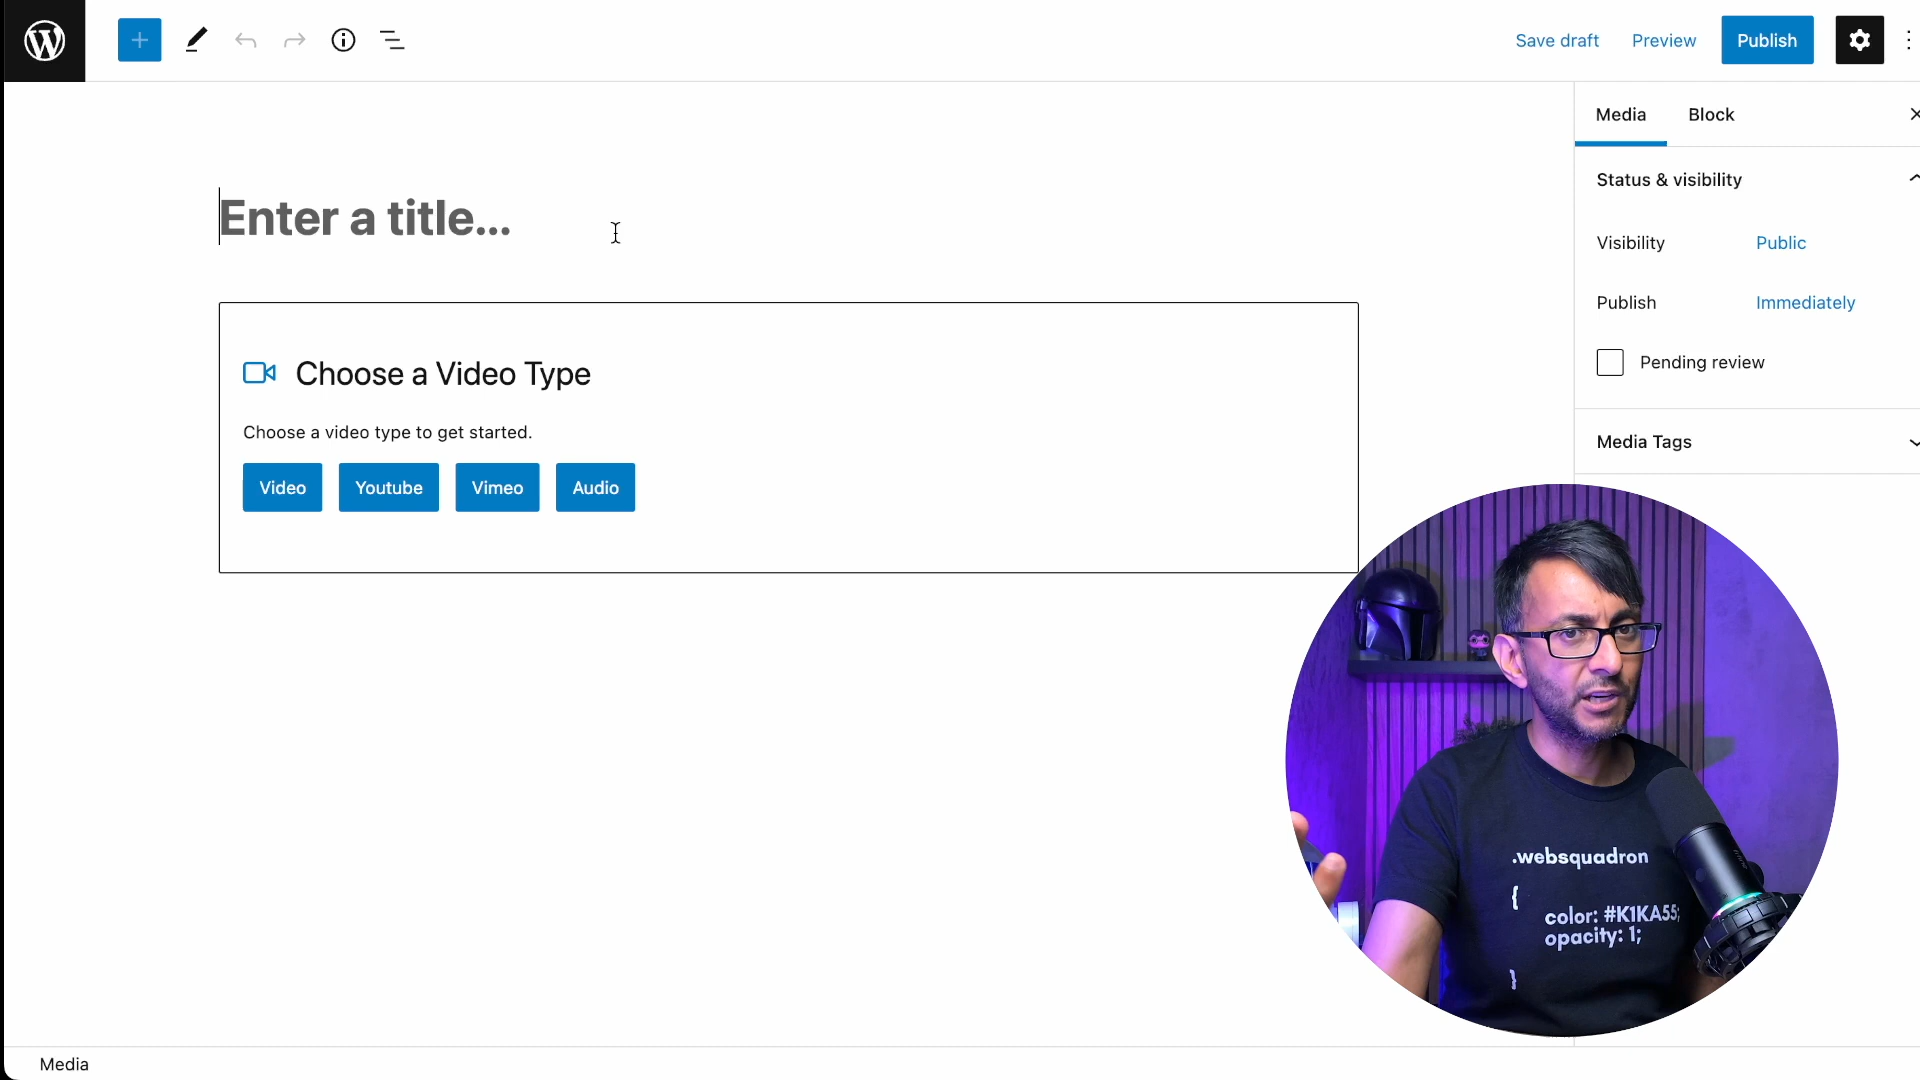 Save draft
Preview
Publish
Media
Block
Enter a title...
Status & visibility
Visibility
Public
Publish
Immediately
Choose a Video Type
Pending review
Choose a video type to get started.
Media Tags
Video
Youtube
Vimeo
Audio
.websquadron
{
color: #K1KA55;
opacity: 1;
}
Media